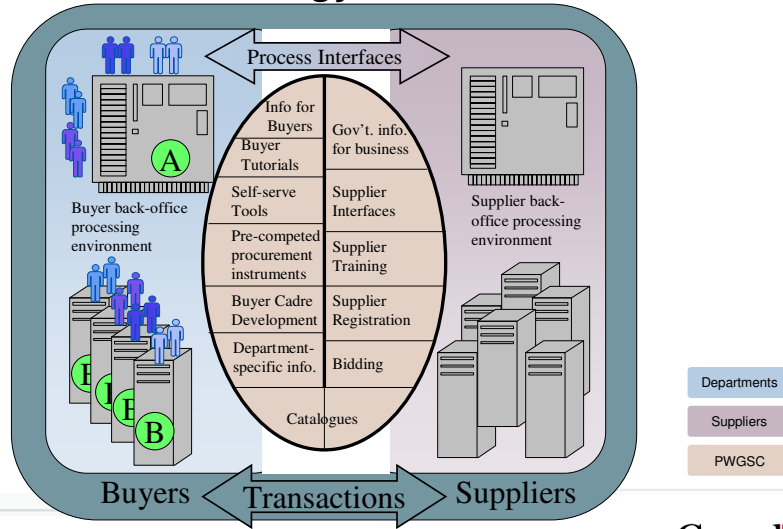 Process Interfaces
Info for
Buyers
Buyer
Tutorials
Self-serve
Tools
Pre-competed
procurement
instruments
Buyer Cadre
Development
Department-
specific info.
Gov't. info.
for business
Supplier
Interfaces
Supplier
Training
Supplier
Registration
Bidding
Catalogues
A
Buyer back-office
processing
environment
B
Supplier back-
office processing
environment
Departments
Suppliers
PWGSC
Buyers
Transactions
Suppliers